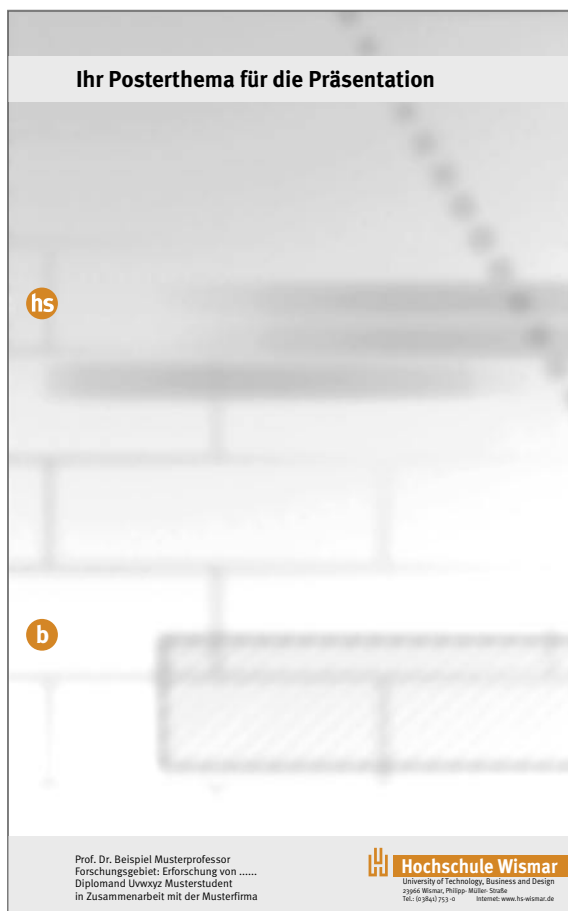 Ihr Posterthema für die Präsentation
hs
b
Prof. Dr. Beispiel Musterprofessor
Forschungsgebiet: Erforschung von ......
Diplomand Uvwxyz Musterstudent
in Zusammenarbeit mit der Musterfirma
Hochschule Wismar
University of Technology, Business and Design
23966 Wismar, Philipp- Müller- Straße
Tel.: (03841) 753 -0 Internet: www.hs-wismar.de